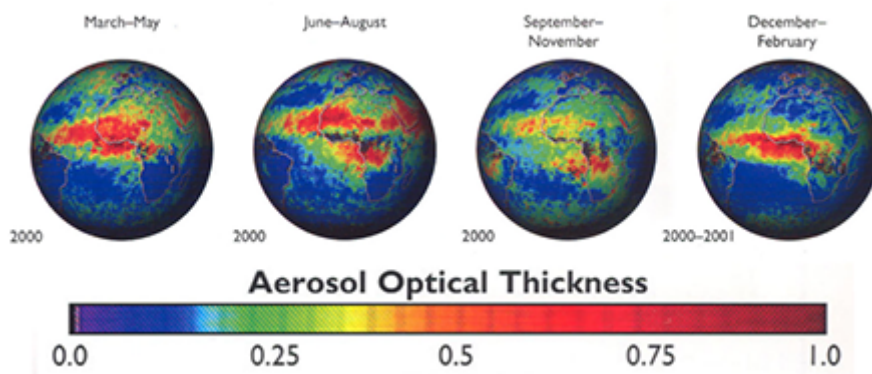 March–May
June–August
September–
November
December–
February
2000
2000
2000
2000–2001
Aerosol Optical Thickness
0.0 0.25 0.5 0.75 1.0